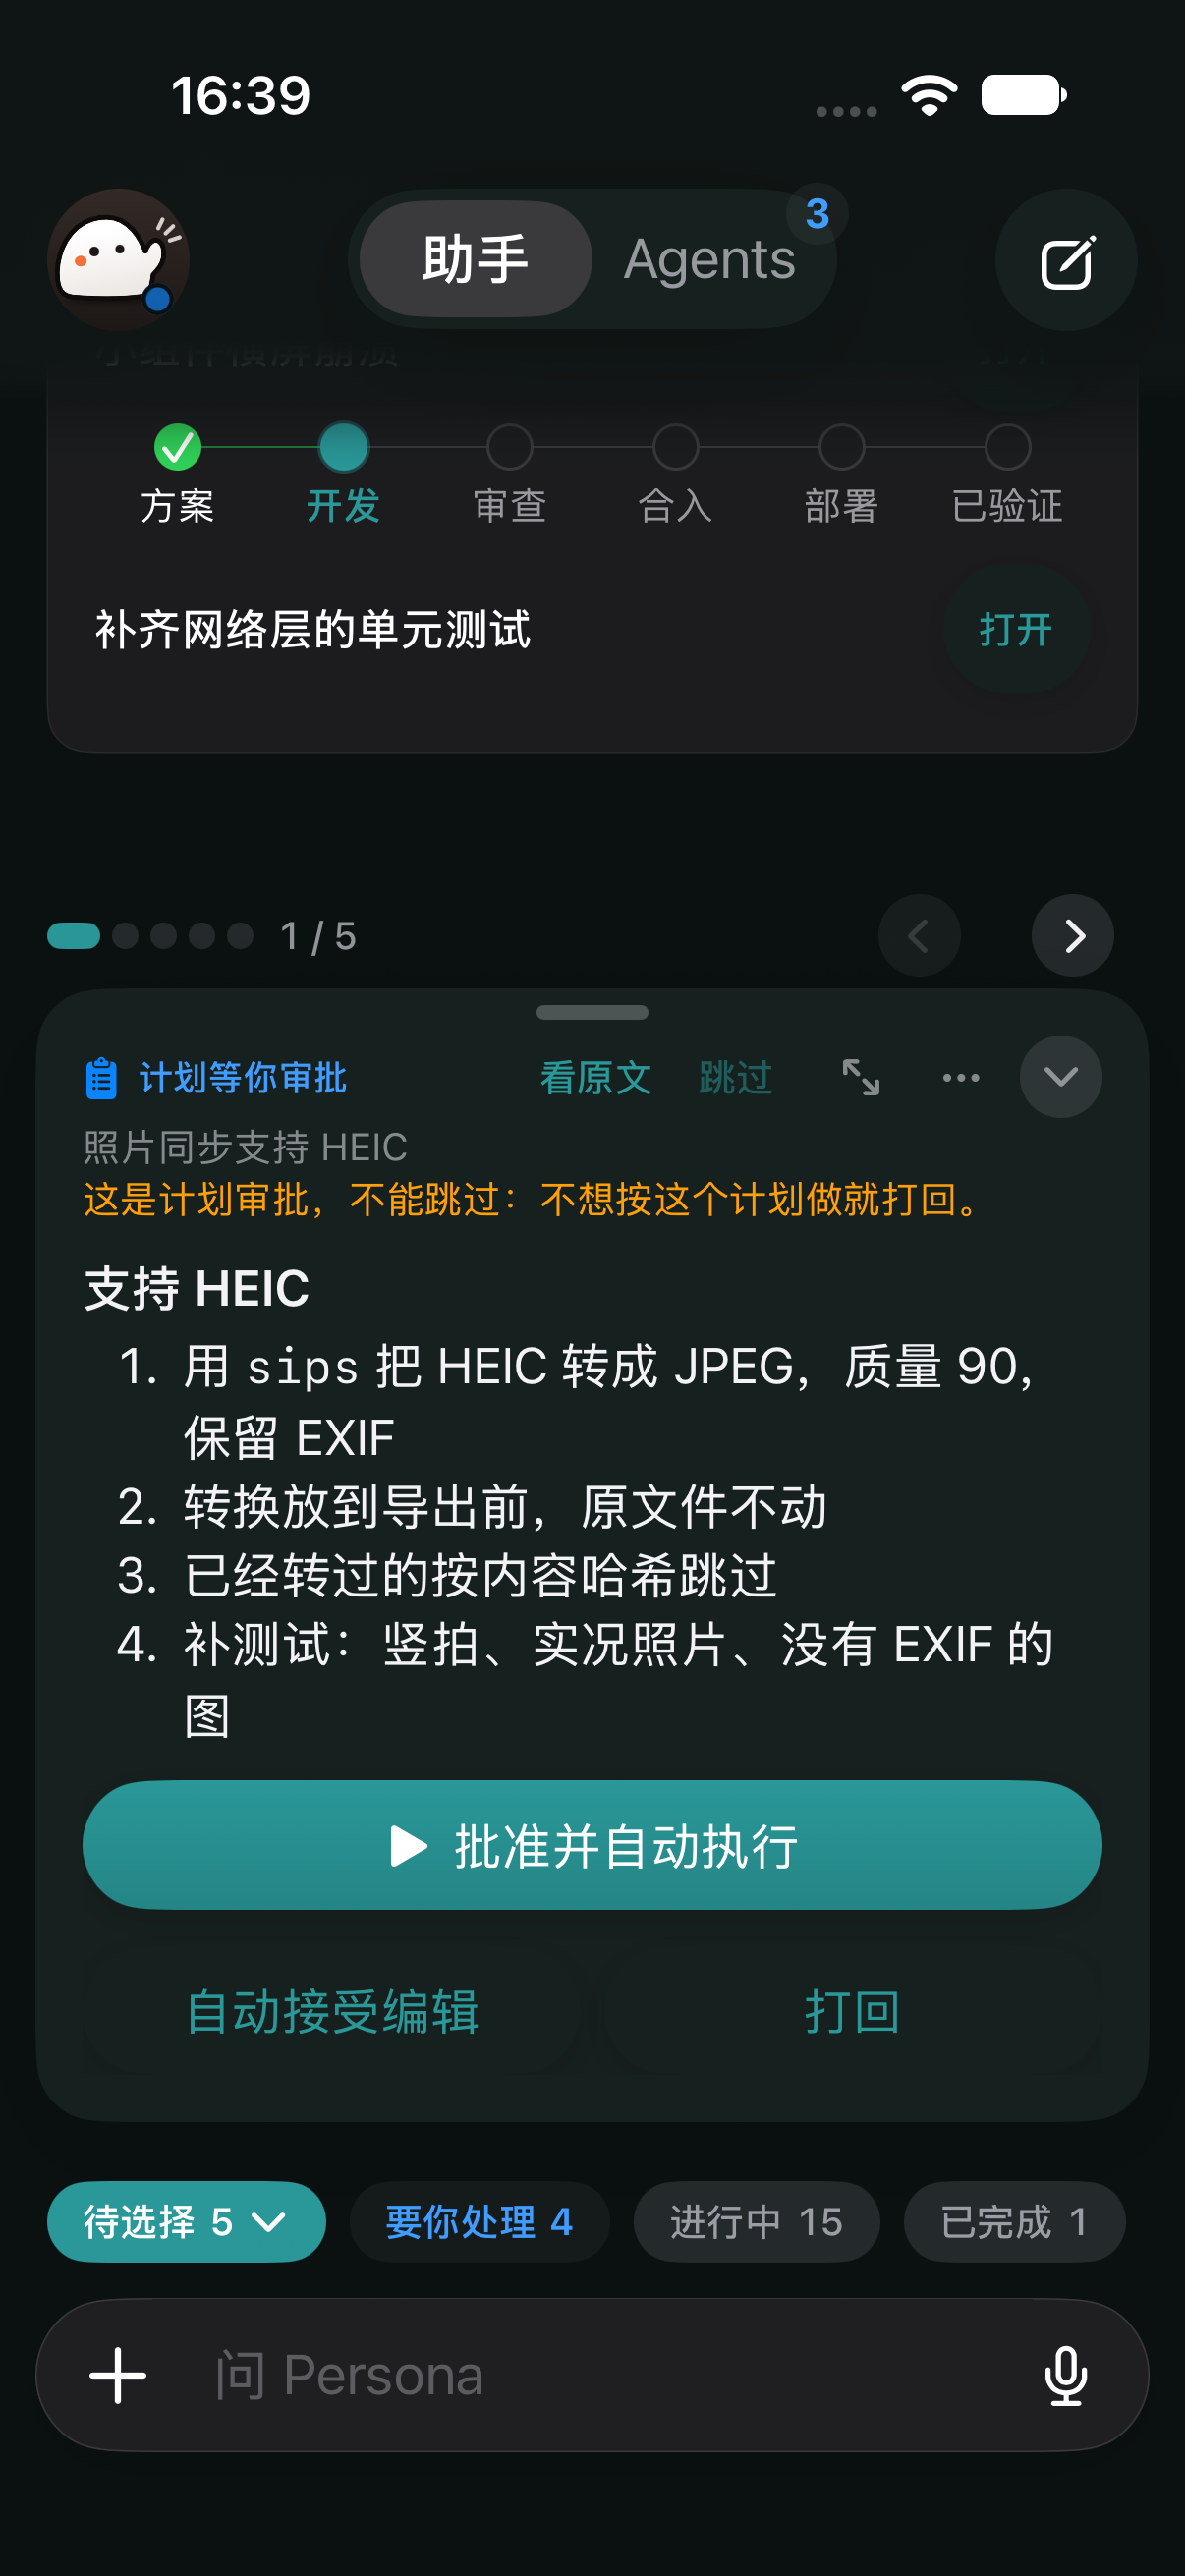 16:39
助手
Agents
3
方案
开发
审查
合入
部署
已验证
补齐网络层的单元测试
打开
1 / 5
计划等你审批
看原文
跳过
照片同步支持 HEIC
这是计划审批，不能跳过：不想按这个计划做就打回。
支持 HEIC
1. 用 sips 把 HEIC 转成 JPEG，质量 90，
保留 EXIF
2. 转换放到导出前，原文件不动
3. 已经转过的按内容哈希跳过
4. 补测试：竖拍、实况照片、没有 EXIF 的
图
批准并自动执行
自动接受编辑
打回
待选择 5
要你处理 4
进行中 15
已完成 1
问 Persona